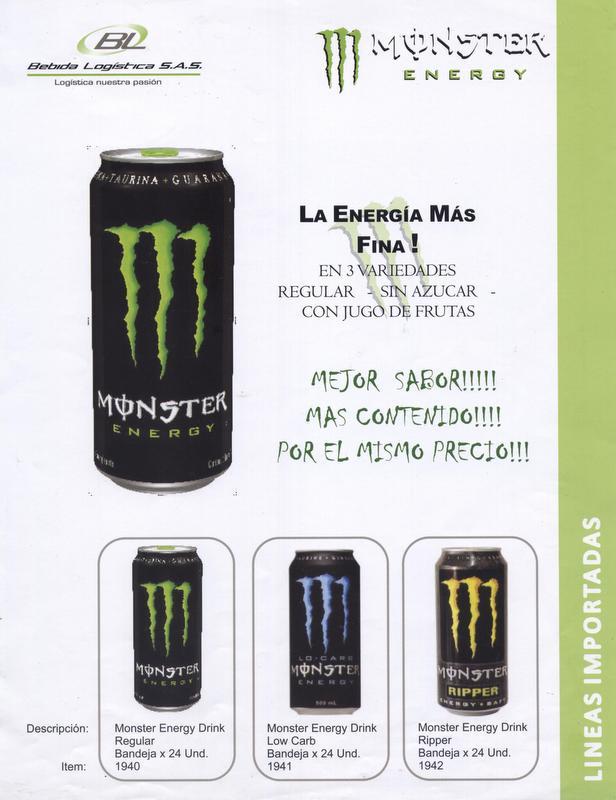 BL
Bebida Logística S.A.S.
Logística nuestra pasión
MONSTER
ENERGY
TAURINA + GUARANA
MONSTER
ENERGY
LA ENERGÍA MÁS
FINA !
EN 3 VARIEDADES
REGULAR - SIN AZUCAR -
CON JUGO DE FRUTAS
MEJOR SABOR!!!!!
MAS CONTENIDO!!!!
POR EL MISMO PRECIO!!!
LINEAS IMPORTADAS
MONSTER
ENERGY
LO-CARB
MONSTER
ENERGY
500 mL
MONSTER
RIPPER
ENERGY +
Descripción:
Monster Energy Drink
Regular
Bandeja x 24 Und.
Item:
1940
Monster Energy Drink
Low Carb
Bandeja x 24 Und.
1941
Monster Energy Drink
Ripper
Bandeja x 24 Und.
1942